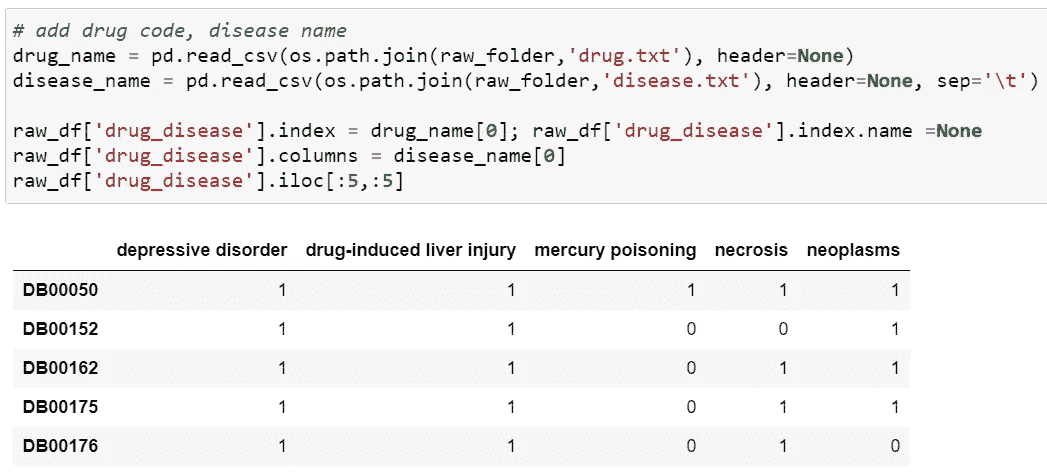 # add drug code, disease name
drug_name = pd.read_csv(os.path.join(raw_folder,'drug.txt'), header=None)
disease_name = pd.read_csv(os.path.join(raw_folder,'disease.txt'), header=None, sep='\t')
raw_df['drug_disease'].index = drug_name[0]; raw_df['drug_disease'].index.name =None
raw_df['drug_disease'].columns = disease_name[0]
raw_df['drug_disease'].iloc[:5,:5]
depressive disorder drug-induced liver injury mercury poisoning necrosis neoplasms
DB00050 1 1 1 1 1
DB00152 1 1 0 0 1
DB00162 1 1 0 1 1
DB00175 1 1 0 1 1
DB00176 1 1 0 1 0